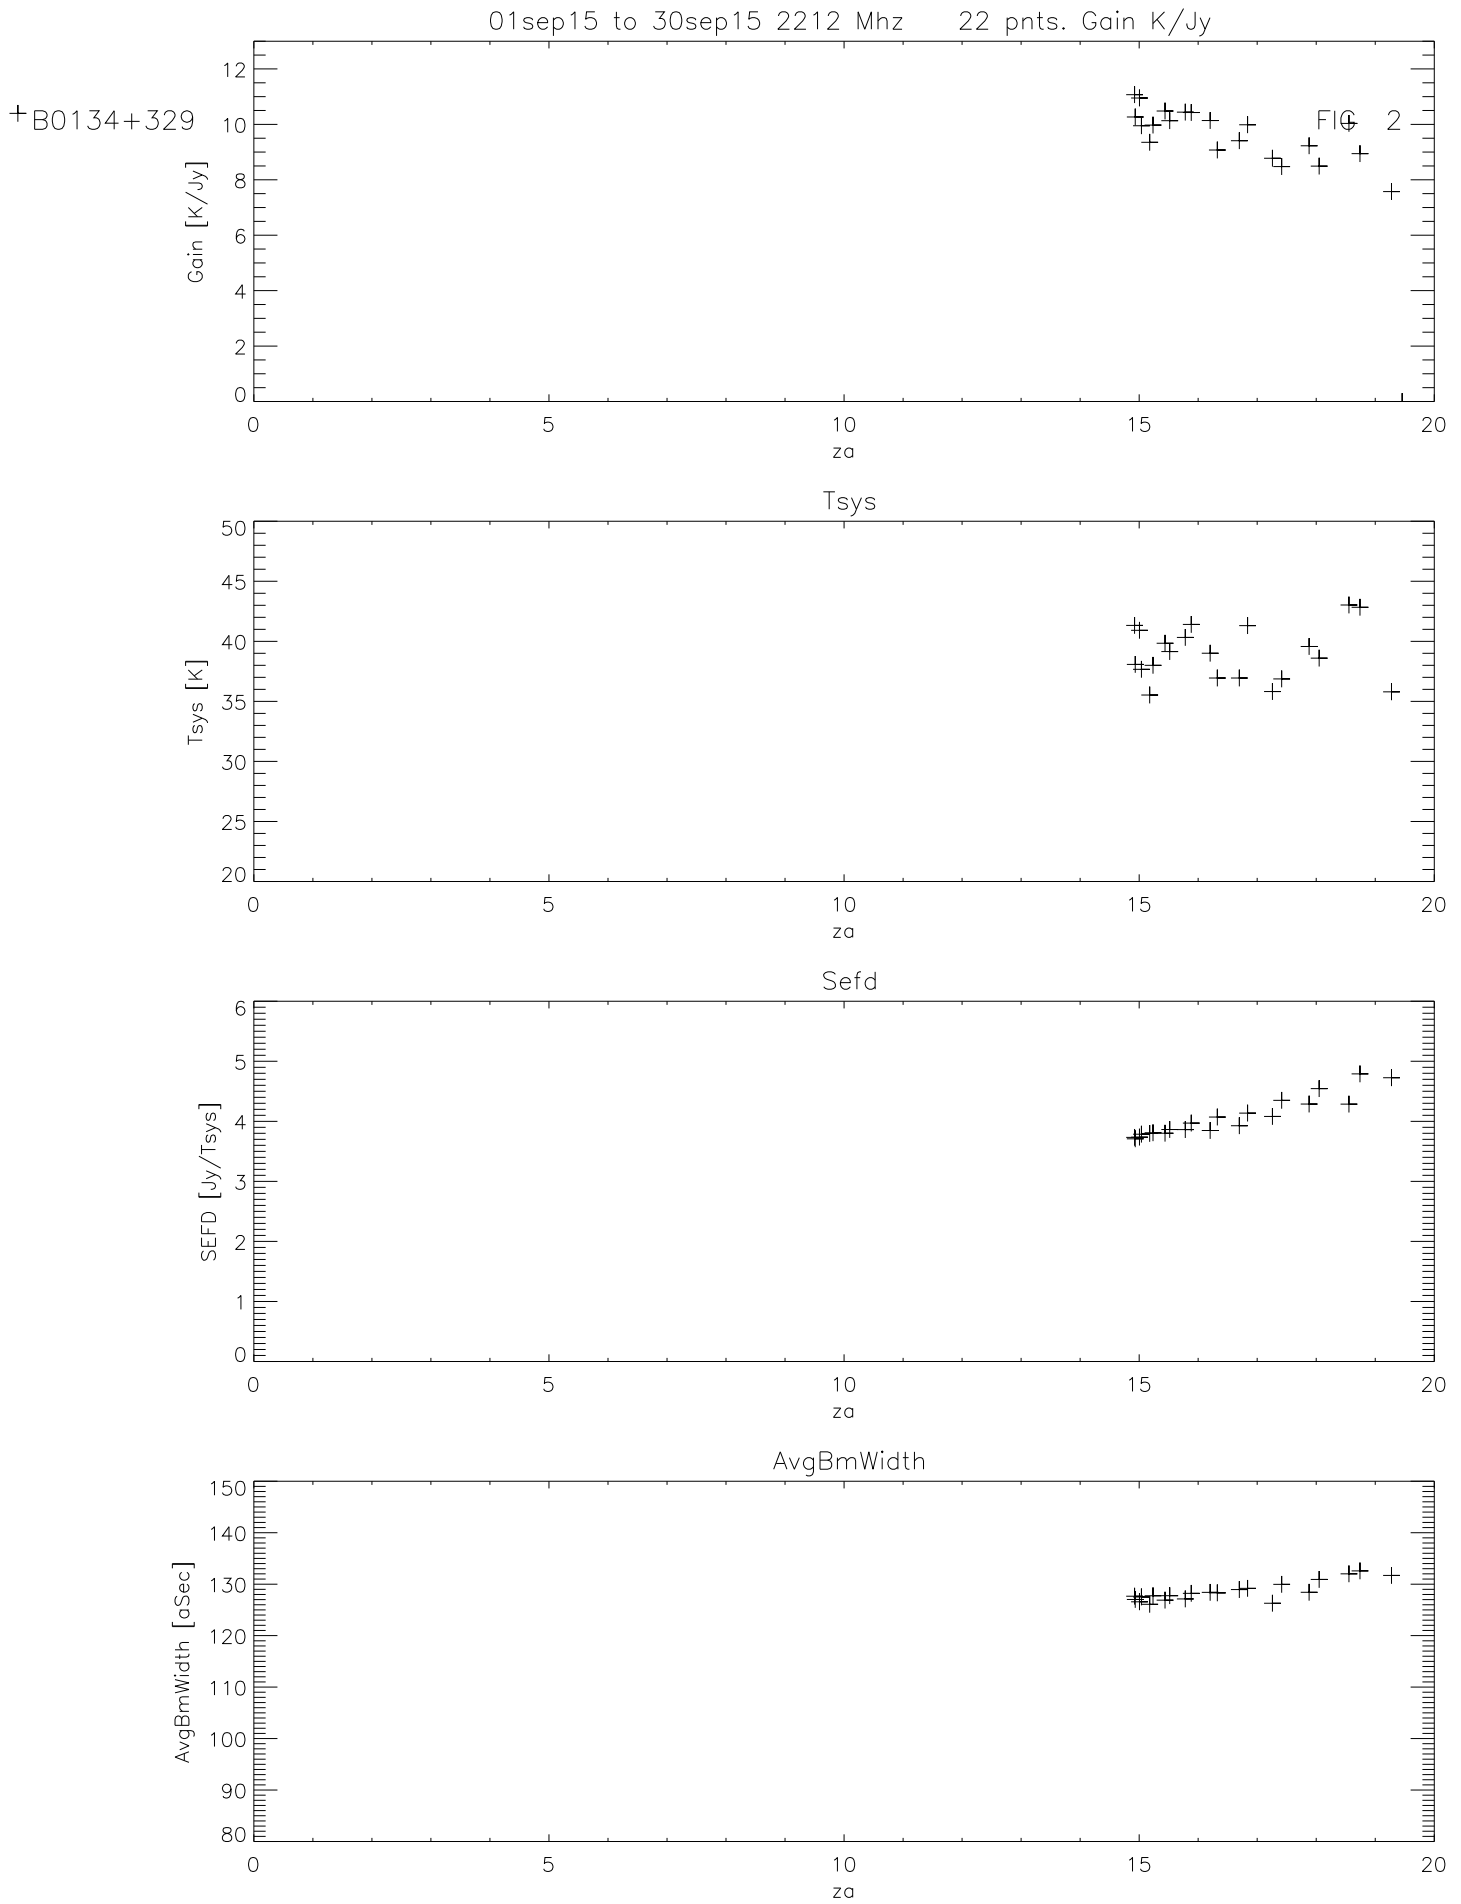 01sep15 to 30sep15 2212 Mhz 22 pnts. Gain K/Jy
+ B0134+329
FIG 2
Gain [K/Jy]
12
10
8
6
4
2
0
0 5 10 15 20
za
Tsys
Tsys [K]
50
45
40
35
30
25
20
0 5 10 15 20
za
Sefd
SEFD [Jy/Tsys]
6
5
4
3
2
1
0
0 5 10 15 20
za
AvgBmWidth
AvgBmWidth [aSec]
150
140
130
120
110
100
90
80
0 5 10 15 20
za